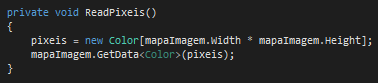 private void ReadPixeis()
{
    pixeis = new Color[mapaImagem.Width * mapaImagem.Height];
    mapaImagem.GetData<Color>(pixeis);
}